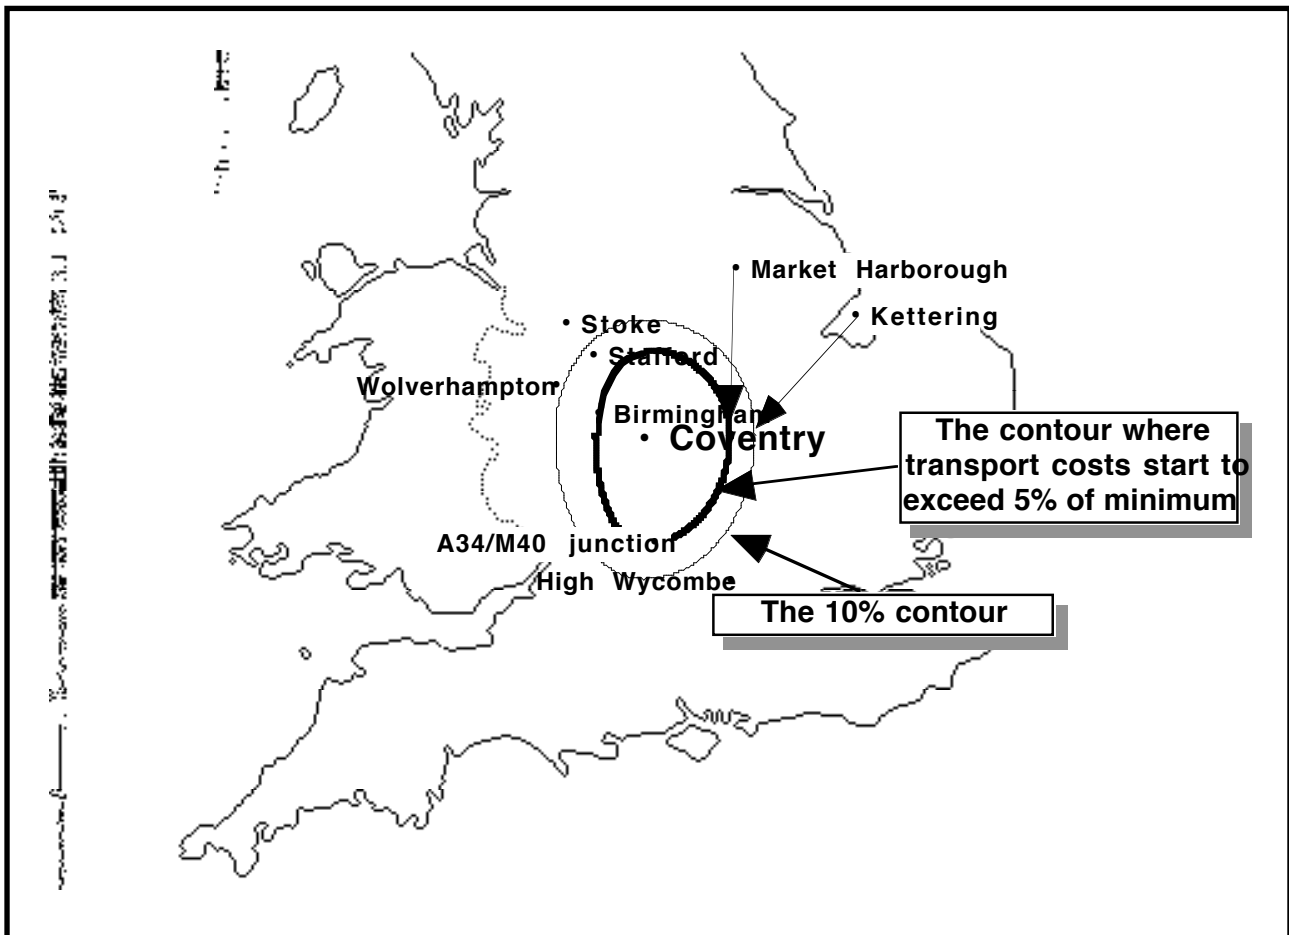 Market Harborough
Kettering
Stoke
Stafford
Wolverhampton
Birmingham
Coventry
The contour where
transport costs start to
exceed 5% of minimum
A34/M40 junction
High Wycombe
The 10% contour